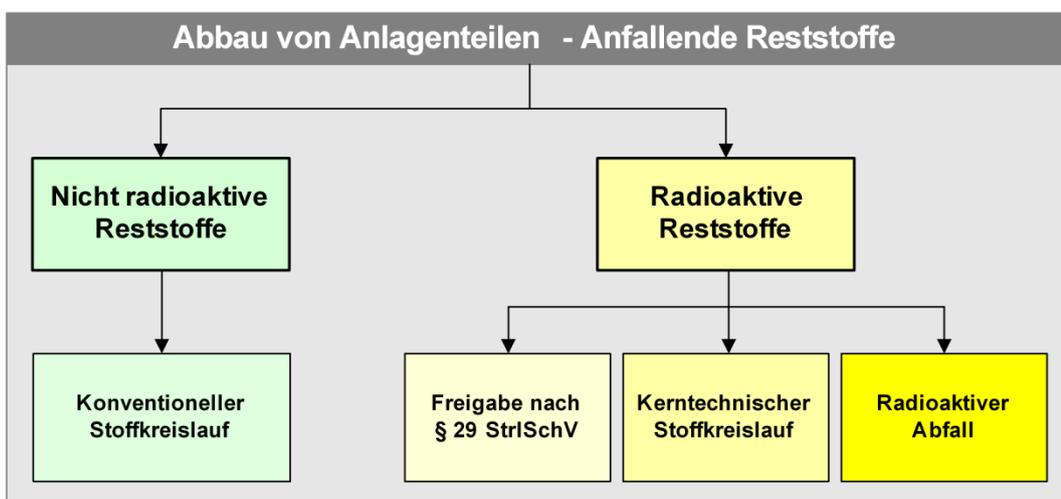 Abbau von Anlagenteilen - Anfallende Reststoffe
Nicht radioaktive
Reststoffe
Radioaktive
Reststoffe
Konventioneller
Stoffkreislauf
Freigabe nach
§ 29 StrlSchV
Kerntechnischer
Stoffkreislauf
Radioaktiver
Abfall